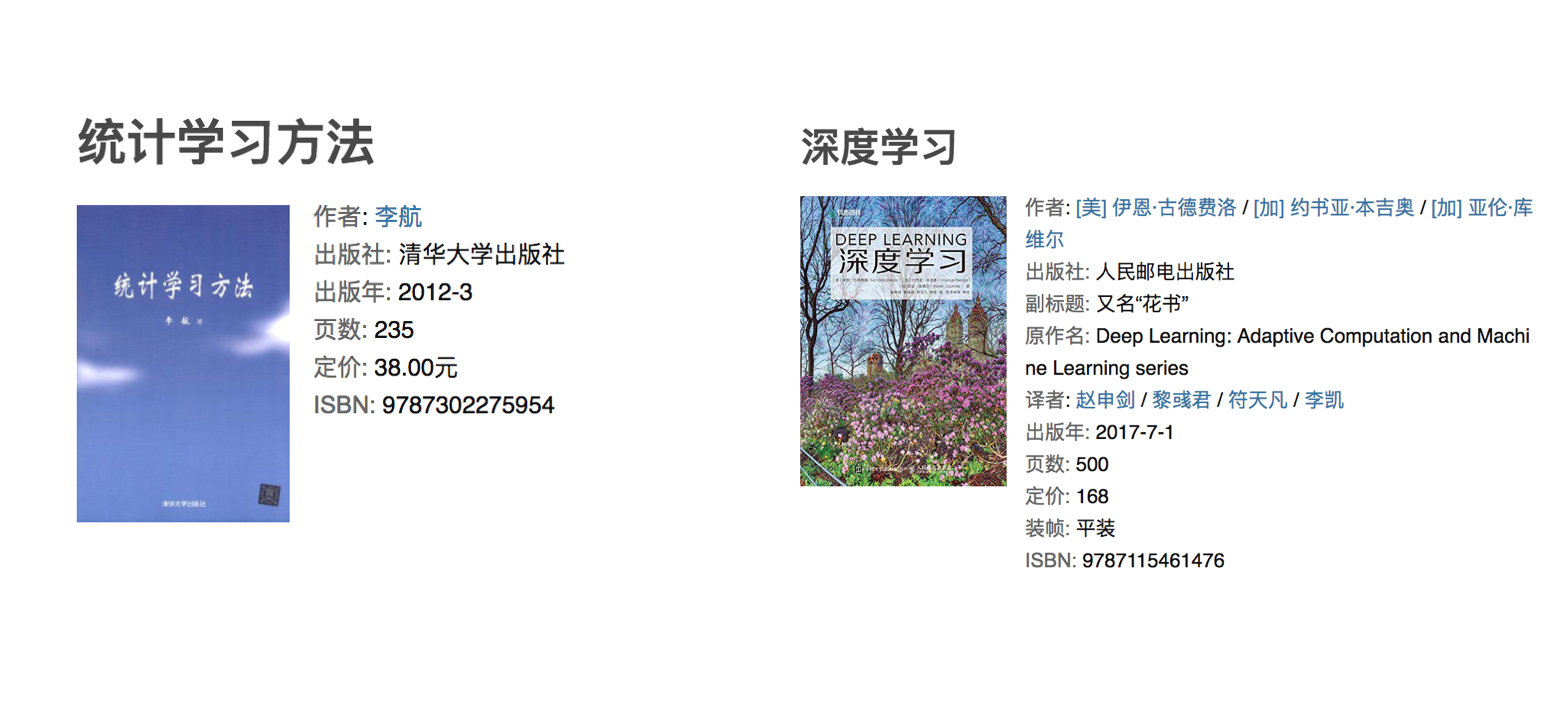 统计学习方法
作者: 李航
出版社: 清华大学出版社
出版年: 2012-3
页数: 235
定价: 38.00元
ISBN: 9787302275954
统计学习方法
李 航 著
清华大学出版社
深度学习
作者: [美] 伊恩·古德费洛 / [加] 约书亚·本吉奥 / [加] 亚伦·库
维尔
出版社: 人民邮电出版社
副标题: 又名“花书”
原作名: Deep Learning: Adaptive Computation and Machi
ne Learning series
译者: 赵申剑 / 黎彧君 / 符天凡 / 李凯
出版年: 2017-7-1
页数: 500
定价: 168
装帧: 平装
ISBN: 9787115461476
DEEP LEARNING
深度学习